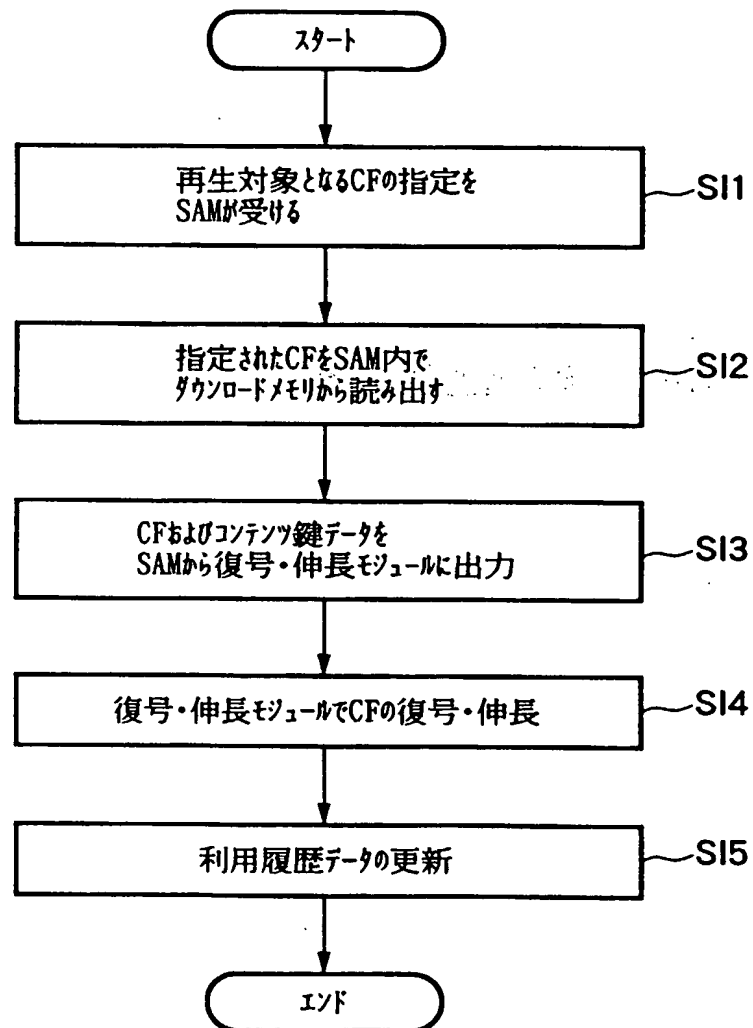 スタート
再生対象となるCFの指定を
SAMが受ける
S11
指定されたCFをSAM内で
ダウンロードメモリから読み出す
S12
CFおよびコンテンツ鍵データを
SAMから復号・伸長モジュールに出力
S13
復号・伸長モジュールでCFの復号・伸長
S14
利用履歴データの更新
S15
エンド